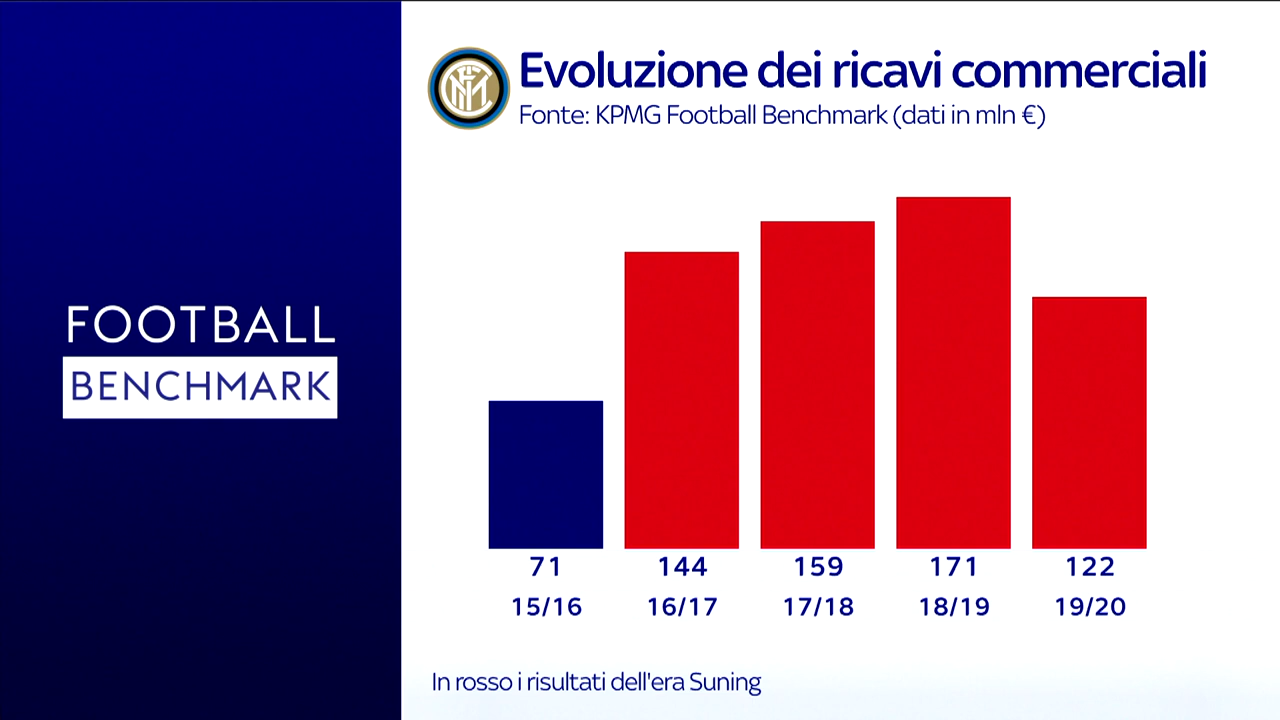 Evoluzione dei ricavi commerciali
Fonte: KPMG Football Benchmark (dati in mln €)
FOOTBALL
BENCHMARK
71 144 159 171 122
15/16 16/17 17/18 18/19 19/20
In rosso i risultati dell'era Suning